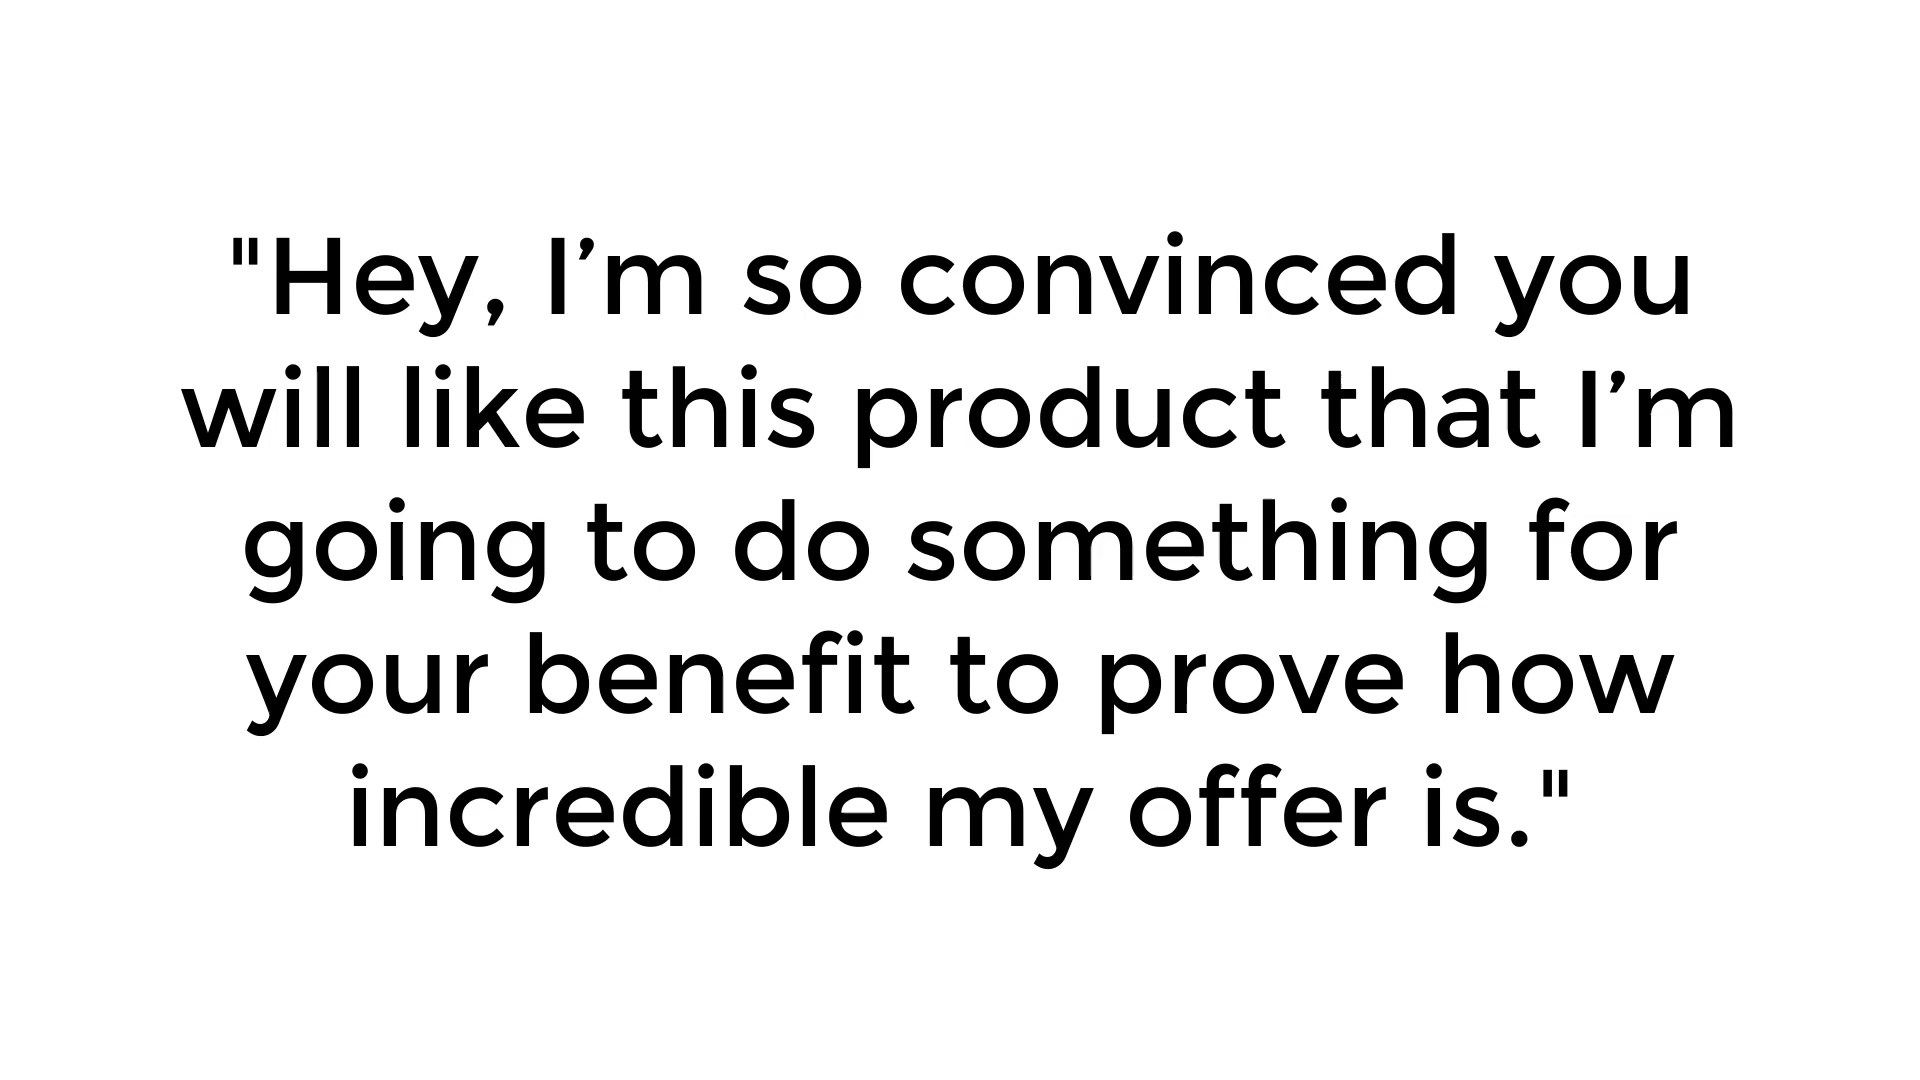 "Hey, I’m so convinced you
will like this product that I’m
going to do something for
your benefit to prove how
incredible my offer is."